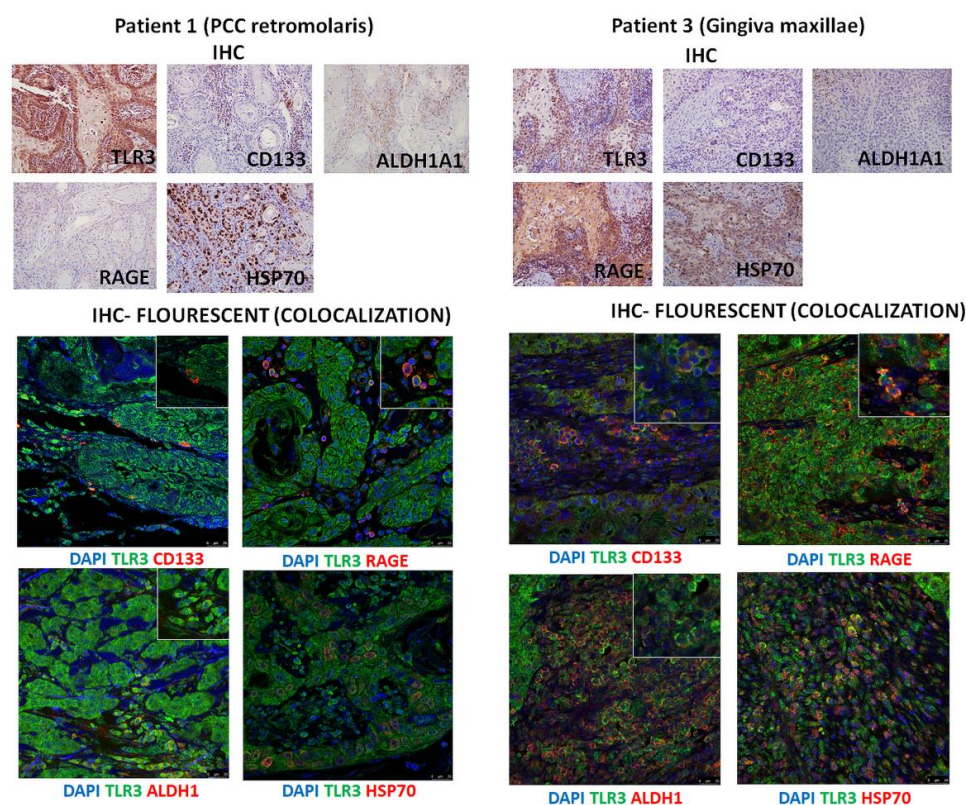 Patient 1 (PCC retromolaris)
IHC
TLR3 CD133 ALDH1A1
RAGE HSP70
IHC- FLOURESCENT (COLOCALIZATION)
DAPI TLR3 CD133 DAPI TLR3 RAGE
DAPI TLR3 ALDH1 DAPI TLR3 HSP70
Patient 3 (Gingiva maxillae)
IHC
TLR3 CD133 ALDH1A1
RAGE HSP70
IHC- FLOURESCENT (COLOCALIZATION)
DAPI TLR3 CD133 DAPI TLR3 RAGE
DAPI TLR3 ALDH1 DAPI TLR3 HSP70